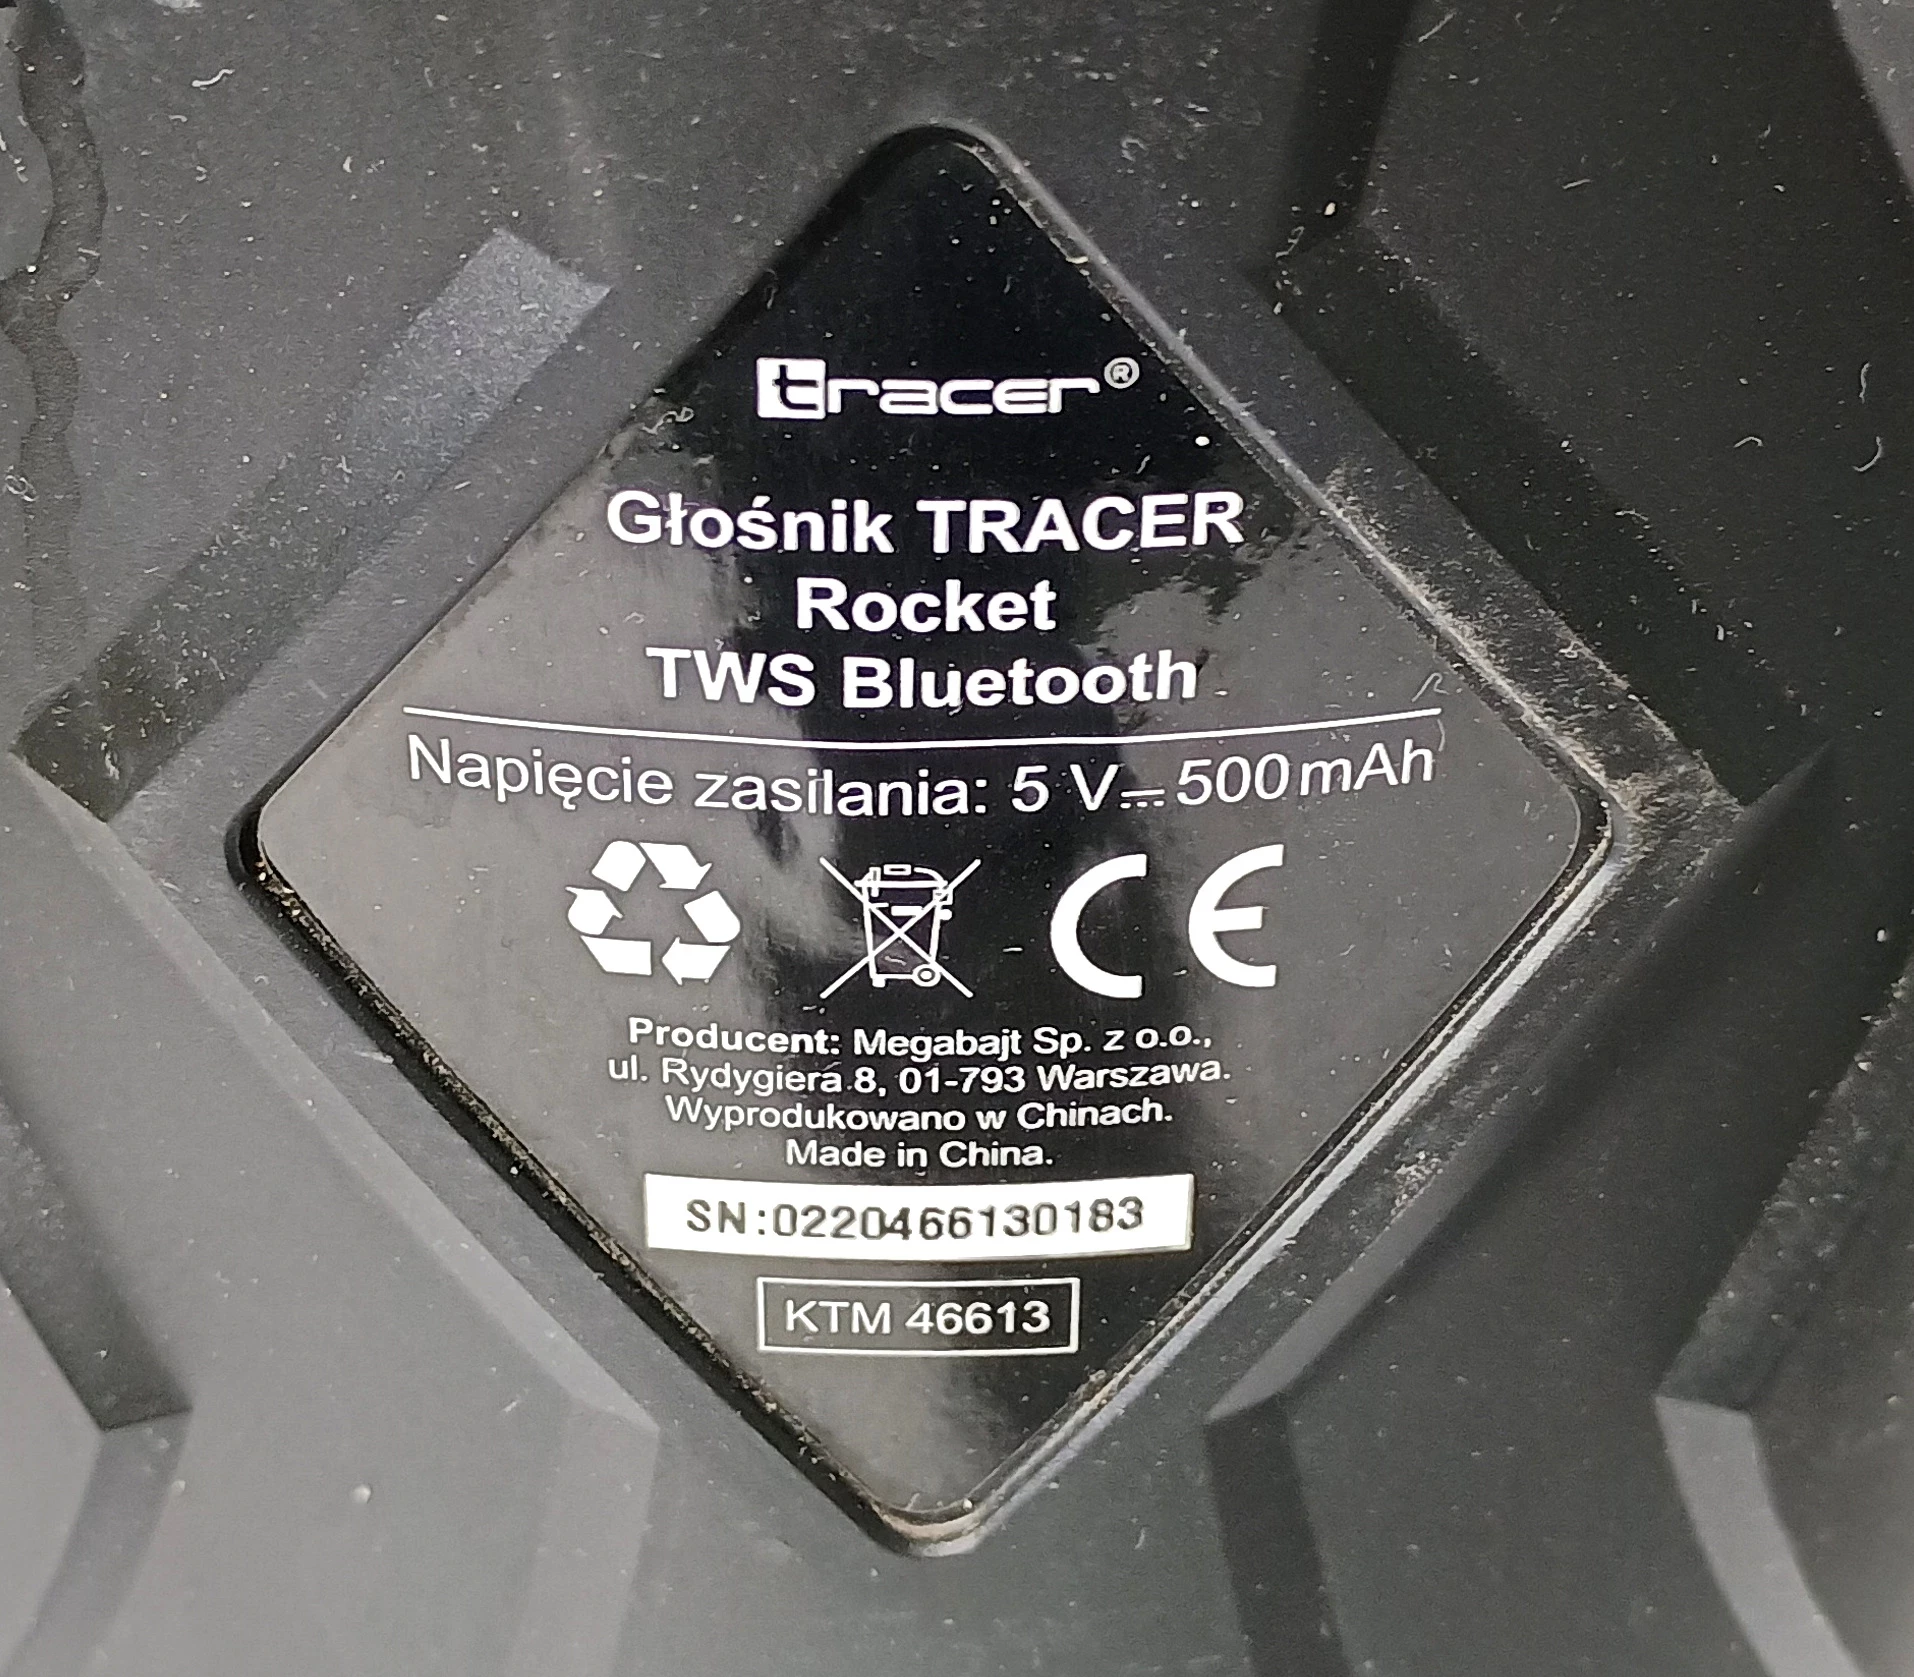 tracer®
Głośnik TRACER
Rocket
TWS Bluetooth
Napięcie zasilania: 5 V⎓500mAh
CE
Producent: Megabajt Sp. z o.o.,
ul. Rydygiera 8, 01-793 Warszawa.
Wyprodukowano w Chinach.
Made in China.
SN:0220466130183
KTM 46613